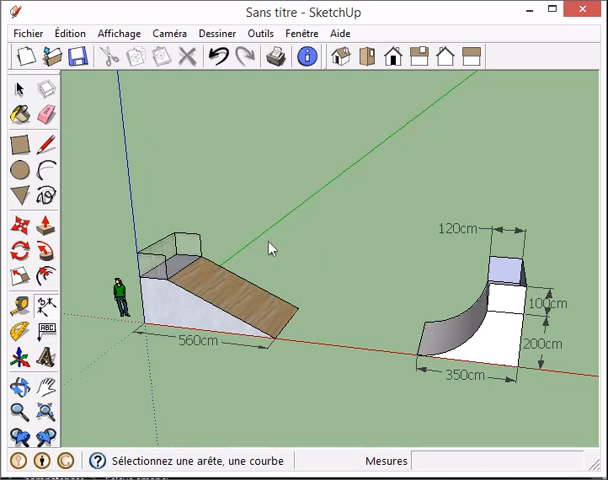 Sans titre - SketchUp
Fichier Édition Affichage Caméra Dessiner Outils Fenêtre Aide
120cm
100cm
560cm
200cm
350cm
ABC
Sélectionnez une arête, une courbe
Mesures